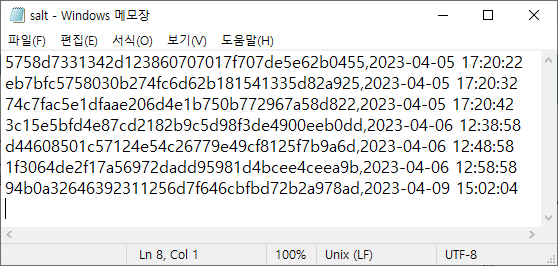 salt - Windows 메모장
파일(F) 편집(E) 서식(O) 보기(V) 도움말(H)
5758d7331342d123860707017f707de5e62b0455,2023-04-05 17:20:22
eb7bfc5758030b274fc6d62b181541335d82a925,2023-04-05 17:20:32
74c7fac5e1dfaae206d4e1b750b772967a58d822,2023-04-05 17:20:42
3c15e5bfd4e87cd2182b9c5d98f3de4900eeb0dd,2023-04-06 12:38:58
d44608501c57124e54c26779e49cf8125f7b9a6d,2023-04-06 12:48:58
1f3064de2f17a56972dadd95981d4bcee4ceea9b,2023-04-06 12:58:58
94b0a32646392311256d7f646cbfbd72b2a978ad,2023-04-09 15:02:04
Ln 8, Col 1 100% Unix (LF) UTF-8